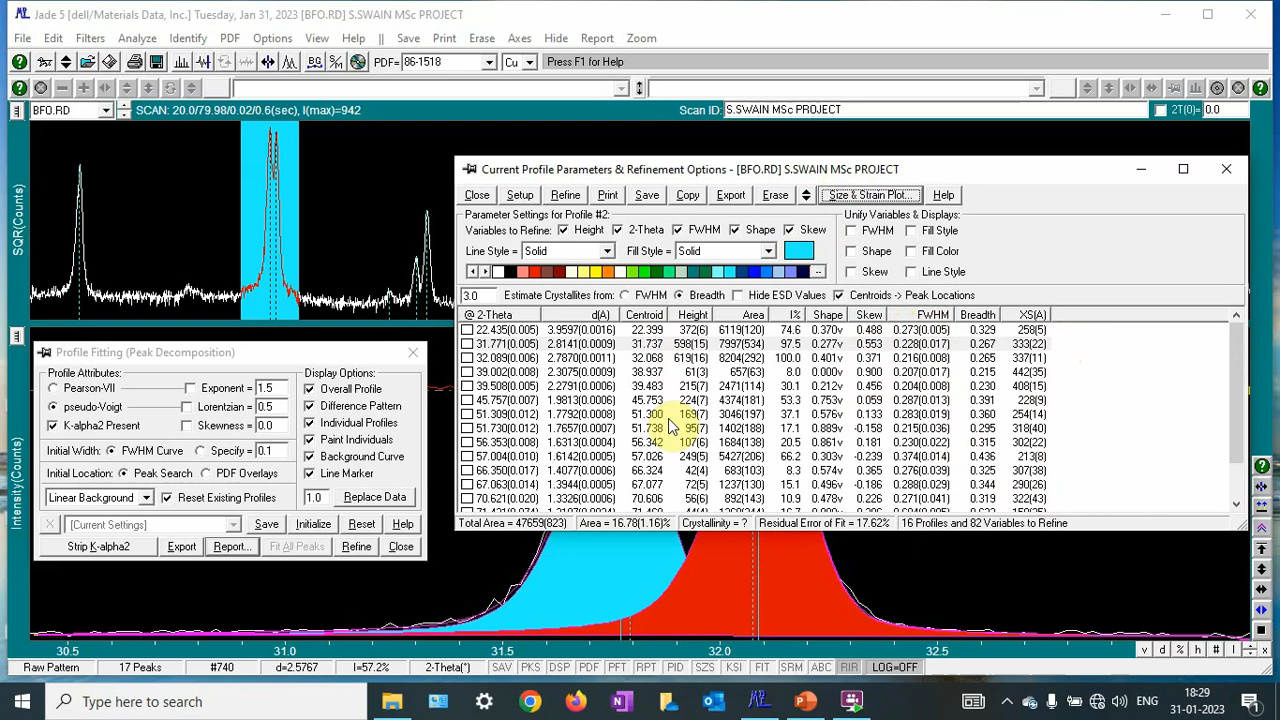 Jade 5 [dell/Materials Data, Inc.] Tuesday, Jan 31, 2023 [BFO.RD] S.SWAIN MSc PROJECT
File Edit Filters Analyze Identify PDF Options View Help || Save Print Erase Axes Hide Report Zoom
PDF= 86-1518 Cu Press F1 for Help
BFO.RD SCAN: 20.0/79.98/0.02/0.6(sec), I(max)=942 Scan ID: S.SWAIN MSc PROJECT 2T(0)= 0.0
SQR(Counts)
Current Profile Parameters & Refinement Options - [BFO.RD] S.SWAIN MSc PROJECT
Close Setup Refine Print Save Copy Export Erase Size & Strain Plot... Help
Parameter Settings for Profile #2: Unify Variables & Displays:
Variables to Refine: Height 2-Theta FWHM Shape Skew FWHM Fill Style
Line Style = Solid Fill Style = Solid Shape Fill Color
Skew Line Style
3.0 Estimate Crystallites from: FWHM Breadth Hide ESD Values Centroids -> Peak Locations
@ 2-Theta d(A) Centroid Height Area I% Shape Skew FWHM Breadth XS(A)
22.435(0.005) 3.9597(0.0016) 22.399 372(6) 6119(120) 74.6 0.370v 0.488 0.273(0.005) 0.329 258(5)
31.771(0.005) 2.8141(0.0009) 31.737 598(16) 7997(538) 97.5 0.277v 0.553 0.228(0.017) 0.267 333(22)
32.089(0.006) 2.7870(0.0011) 32.068 619(16) 8204(292) 100.0 0.401v 0.371 0.216(0.008) 0.265 337(11)
39.002(0.008) 2.3075(0.0009) 38.937 61(3) 657(63) 8.0 0.000v 0.900 0.207(0.017) 0.215 442(35)
39.508(0.005) 2.2791(0.0006) 39.483 215(7) 2471(114) 30.1 0.212v 0.456 0.204(0.008) 0.230 408(15)
45.757(0.005) 1.9813(0.0004) 45.753 224(7) 4374(181) 53.3 0.753v 0.059 0.287(0.013) 0.391 228(9)
51.309(0.012) 1.7792(0.0008) 51.300 169(7) 3046(197) 37.1 0.576v 0.133 0.283(0.019) 0.360 254(14)
51.730(0.012) 1.7657(0.0007) 51.738 95(7) 1402(188) 17.1 0.889v -0.158 0.215(0.036) 0.295 318(40)
56.353(0.008) 1.6313(0.0004) 56.342 107(6) 1684(138) 20.5 0.861v 0.181 0.230(0.023) 0.315 302(22)
57.004(0.010) 1.6142(0.0005) 57.026 249(5) 5427(206) 66.2 0.303v -0.239 0.374(0.014) 0.436 213(8)
66.350(0.017) 1.4077(0.0006) 66.324 42(5) 683(103) 8.3 0.574v 0.365 0.276(0.039) 0.307 307(38)
67.063(0.015) 1.3944(0.0005) 67.077 72(5) 1237(130) 15.1 0.496v -0.186 0.288(0.029) 0.344 290(26)
70.621(0.020) 1.3326(0.0006) 70.606 56(9) 892(143) 10.9 0.478v 0.226 0.271(0.041) 0.319 322(45)
Total Area = 47659(823) Area = 16.78(1.16)% Crystallinity = ? Residual Error of Fit = 17.62% 16 Profiles and 82 Variables to Refine
Profile Fitting (Peak Decomposition)
Profile Attributes: Display Options:
Pearson-VII Exponent = 1.5 Overall Profile
pseudo-Voigt Lorentzian = 0.5 Difference Pattern
K-alpha2 Present Skewness = 0.0 Individual Profiles
Initial Width: FWHM Curve Specify = 0.1 Paint Individuals
Background Curve
Initial Location: Peak Search PDF Overlays Line Marker
Linear Background Reset Existing Profiles 1.0 Replace Data
[Current Settings] Save Initialize Reset Help
Strip K-alpha2 Export Report... Fit All Peaks Refine Close
Intensity(Counts)
30.5 31.0 31.5 32.0 32.5 v d % h # l x
Raw Pattern 17 Peaks #740 d=2.5767 I=57.2% 2-Theta(°) SAV PKS DSP PDF PFT RPT PID SZS KSI FIT SRM ABC RIR LOG=OFF
Type here to search ENG 18:29
31-01-2023